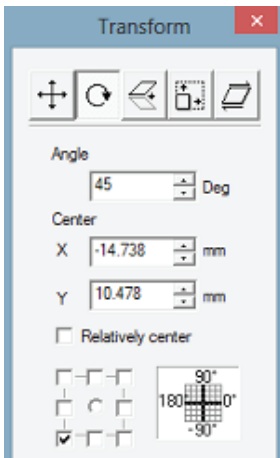 Transform
Angle
45 Deg
Center
X -14.738 mm
Y 10.478 mm
Relatively center
90°
180° 0°
-90°